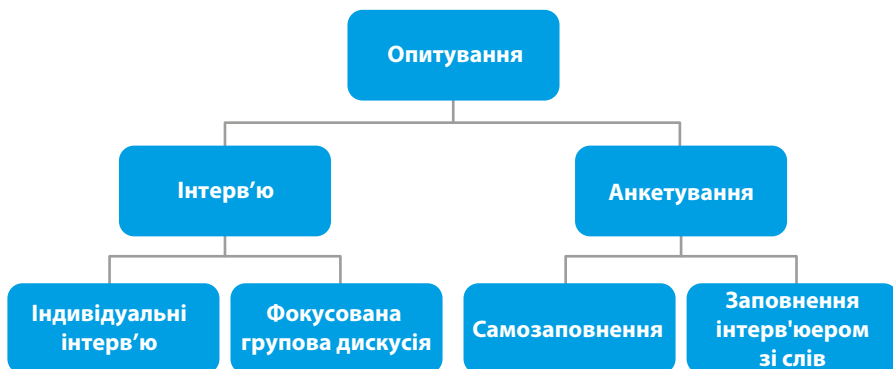 Опитування
Інтерв’ю
Анкетування
Індивідуальні
інтерв’ю
Фокусована
групова дискусія
Самозаповнення
Заповнення
інтерв'юером
зі слів